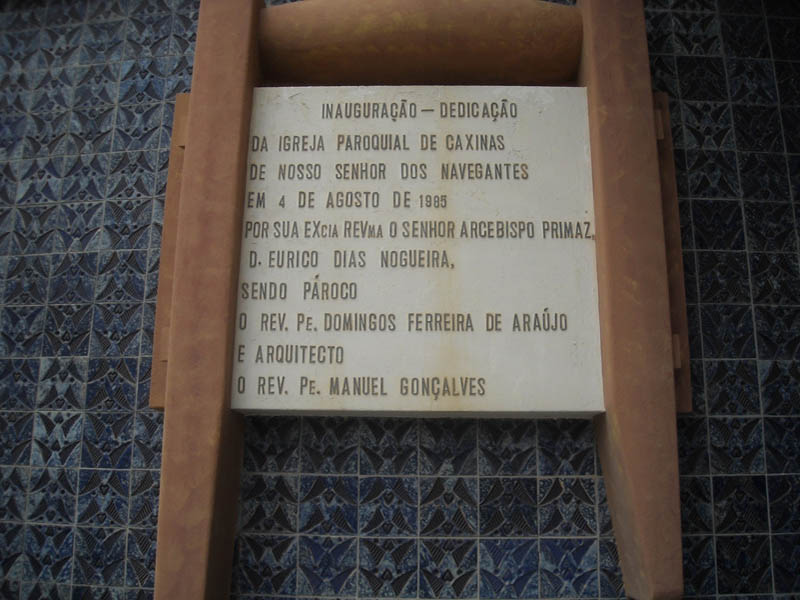 INAUGURAÇÃO — DEDICAÇÃO
DA IGREJA PAROQUIAL DE CAXINAS
DE NOSSO SENHOR DOS NAVEGANTES
EM 4 DE AGOSTO DE 1985
POR SUA EXCIA REVMA O SENHOR ARCEBISPO PRIMAZ,
D. EURICO DIAS NOGUEIRA,
SENDO PÁROCO
O REV. PE. DOMINGOS FERREIRA DE ARAÚJO
E ARQUITECTO
O REV. PE. MANUEL GONÇALVES